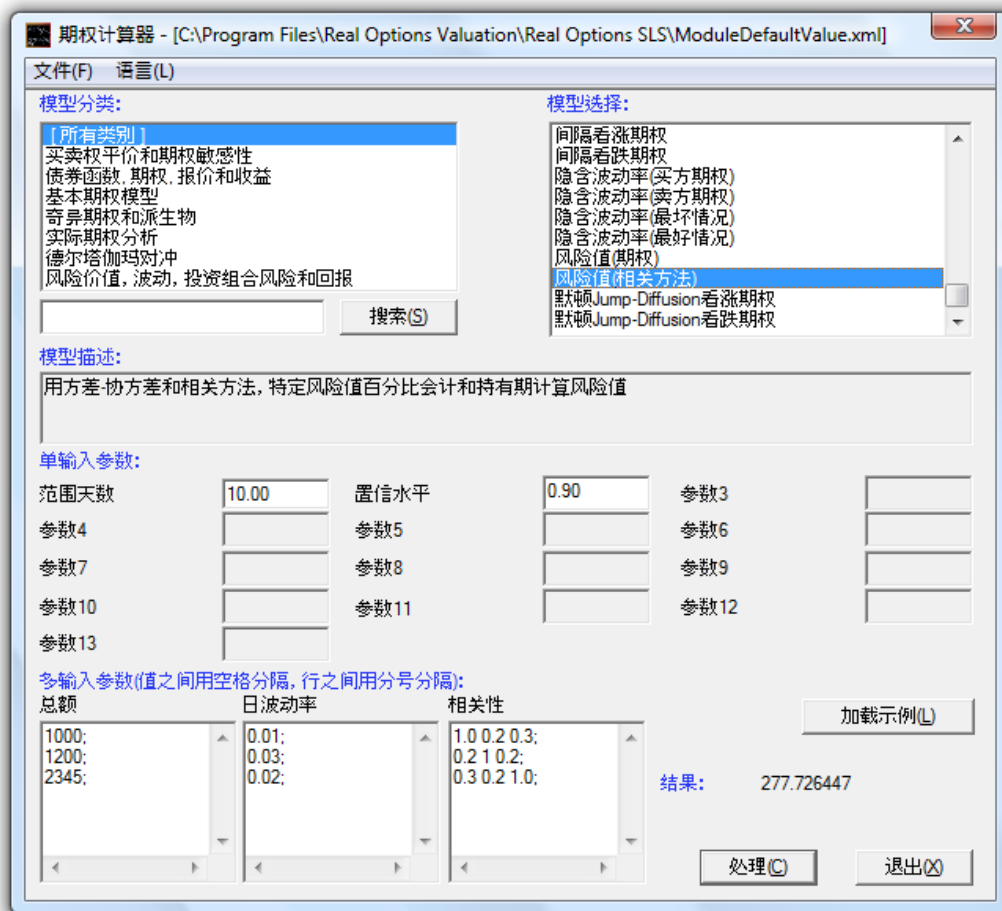 期权计算器 - [C:\Program Files\Real Options Valuation\Real Options SLS\ModuleDefaultValue.xml]
文件(F) 语言(L)
模型分类:
[所有类别]
买卖权平价和期权敏感性
债券函数, 期权, 报价和收益
基本期权模型
奇异期权和派生物
实际期权分析
德尔塔伽玛对冲
风险价值, 波动, 投资组合风险和回报
搜索(S)
模型选择:
间隔看涨期权
间隔看跌期权
隐含波动率(买方期权)
隐含波动率(卖方期权)
隐含波动率(最坏情况)
隐含波动率(最好情况)
风险值(期权)
风险值(相关方法)
默顿Jump-Diffusion看涨期权
默顿Jump-Diffusion看跌期权
模型描述:
用方差-协方差和相关方法, 特定风险值百分比会计和持有期计算风险值
单输入参数:
范围天数 10.00 置信水平 0.90 参数3
参数4 参数5 参数6
参数7 参数8 参数9
参数10 参数11 参数12
参数13
多输入参数(值之间用空格分隔, 行之间用分号分隔):
总额 日波动率 相关性
1000; 0.01; 1.0 0.2 0.3;
1200; 0.03; 0.2 1 0.2;
2345; 0.02; 0.3 0.2 1.0;
加载示例(L)
结果: 277.726447
处理(C) 退出(X)